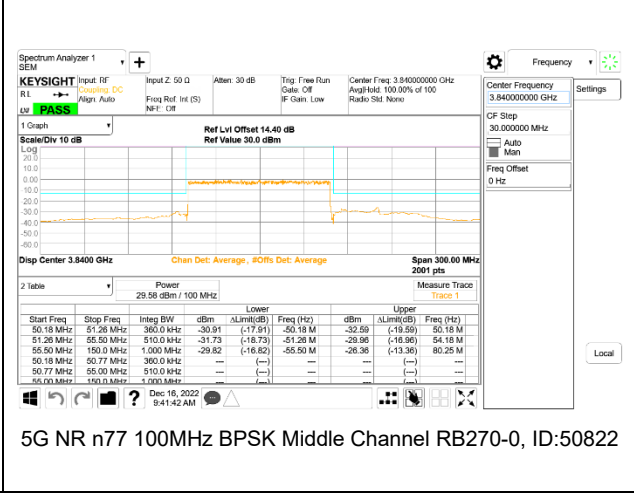 Spectrum Analyzer 1
SEM
Frequency
KEYSIGHT Input: RF Input Z: 50 Ω Atten: 30 dB Trig: Free Run Center Freq: 3.840000000 GHz
RL Coupling: DC Gate: Off Avg|Hold: 100.00% of 100
Align: Auto Freq Ref: Int (S) IF Gain: Low Radio Std: None
LXI PASS NFE: Off
Center Frequency
3.840000000 GHz
Settings
CF Step
30.000000 MHz
Auto
Man
Freq Offset
0 Hz
1 Graph
Ref Lvl Offset 14.40 dB
Scale/Div 10 dB Ref Value 30.0 dBm
Log
20.0
10.0
0.00
-10.0
-20.0
-30.0
-40.0
-50.0
-60.0
Disp Center 3.8400 GHz Chan Det: Average, #Offs Det: Average Span 300.00 MHz
2001 pts
2 Table
Power
29.58 dBm / 100 MHz
Measure Trace
Trace 1
Lower Upper
Start Freq Stop Freq Integ BW dBm ΔLimit(dB) Freq (Hz) dBm ΔLimit(dB) Freq (Hz)
50.18 MHz 51.26 MHz 360.0 kHz -30.91 (-17.91) -50.18 M -32.59 (-19.59) 50.18 M
51.26 MHz 55.50 MHz 510.0 kHz -31.73 (-18.73) -51.26 M -29.96 (-16.96) 54.18 M
55.50 MHz 150.0 MHz 1.000 MHz -29.82 (-16.82) -55.50 M -26.36 (-13.36) 80.25 M
50.18 MHz 50.77 MHz 360.0 kHz --- (---) --- (---)
50.77 MHz 55.00 MHz 510.0 kHz --- (---) --- (---)
55.00 MHz 150.0 MHz 1.000 MHz --- (---) --- (---)
Local
? Dec 16, 2022
9:41:42 AM
5G NR n77 100MHz BPSK Middle Channel RB270-0, ID:50822